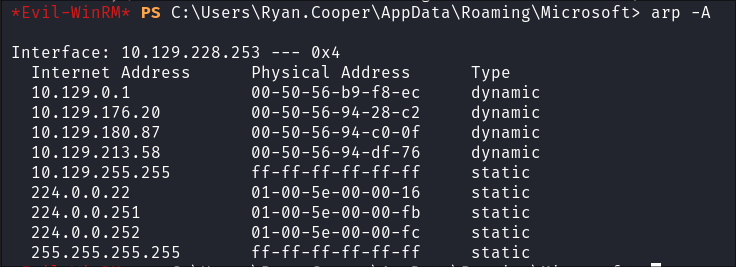 *Evil-WinRM* PS C:\Users\Ryan.Cooper\AppData\Roaming\Microsoft> arp -A
Interface: 10.129.228.253 --- 0x4
Internet Address Physical Address Type
10.129.0.1 00-50-56-b9-f8-ec dynamic
10.129.176.20 00-50-56-94-28-c2 dynamic
10.129.180.87 00-50-56-94-c0-0f dynamic
10.129.213.58 00-50-56-94-df-76 dynamic
10.129.255.255 ff-ff-ff-ff-ff-ff static
224.0.0.22 01-00-5e-00-00-16 static
224.0.0.251 01-00-5e-00-00-fb static
224.0.0.252 01-00-5e-00-00-fc static
255.255.255.255 ff-ff-ff-ff-ff-ff static